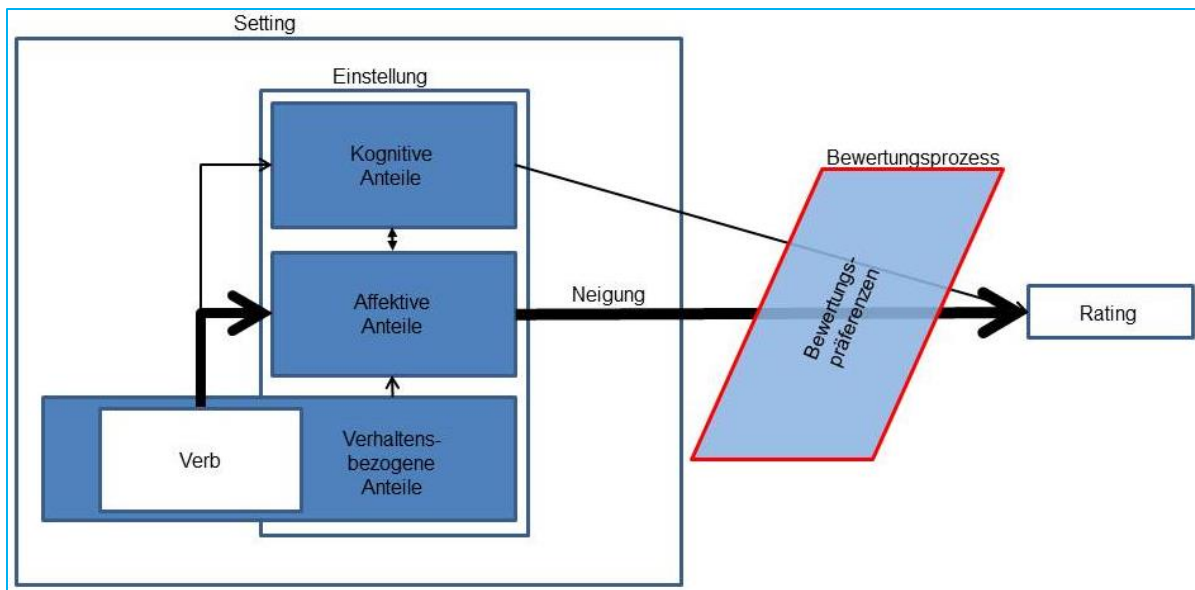 Setting
Einstellung
Kognitive
Anteile
Bewertungsprozess
Affektive
Anteile
Neigung
Bewertungs-
präferenzen
Rating
Verb
Verhaltens-
bezogene
Anteile